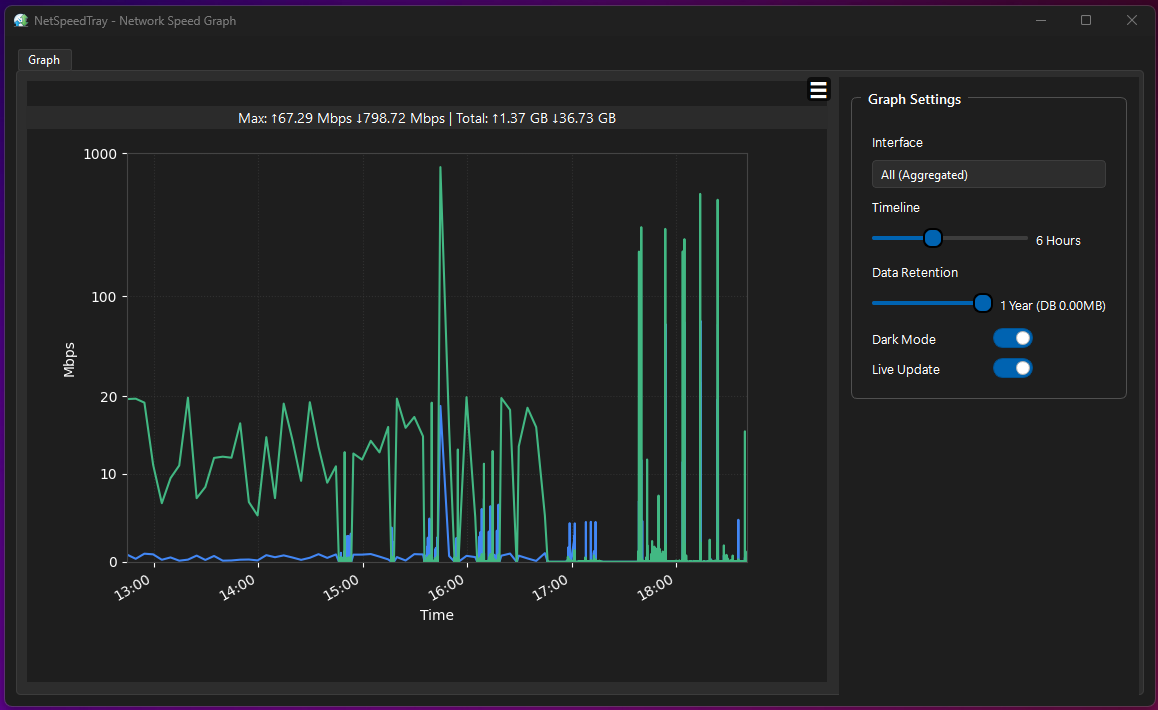 NetSpeedTray - Network Speed Graph
Graph
Max: ↑67.29 Mbps ↓798.72 Mbps | Total: ↑1.37 GB ↓36.73 GB
1000
100
20
10
0
Mbps
13:00 14:00 15:00 16:00 17:00 18:00
Time
Graph Settings
Interface
All (Aggregated)
Timeline
6 Hours
Data Retention
1 Year (DB 0.00MB)
Dark Mode
Live Update